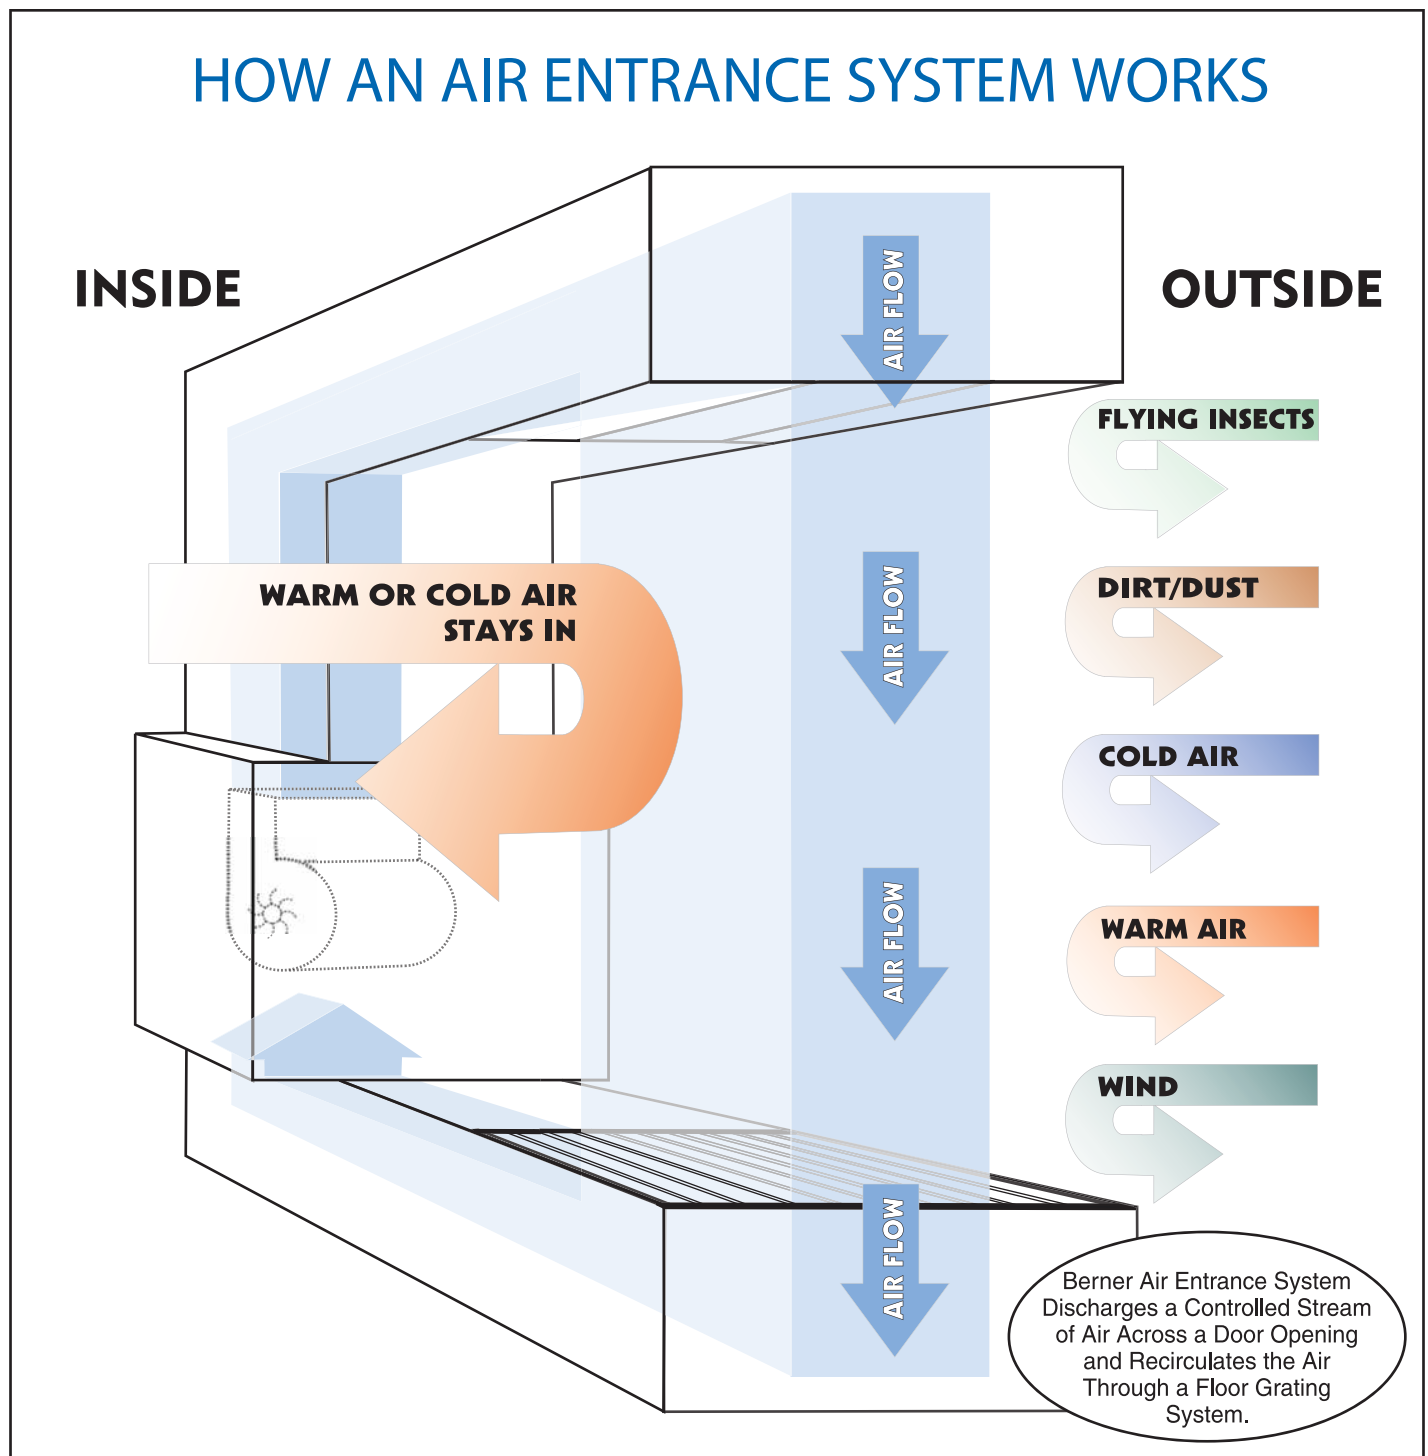 HOW AN AIR ENTRANCE SYSTEM WORKS
INSIDE
OUTSIDE
AIR FLOW
FLYING INSECTS
WARM OR COLD AIR
STAYS IN
AIR FLOW
DIRT/DUST
COLD AIR
AIR FLOW
WARM AIR
WIND
AIR FLOW
Berner Air Entrance System
Discharges a Controlled Stream
of Air Across a Door Opening
and Recirculates the Air
Through a Floor Grating
System.